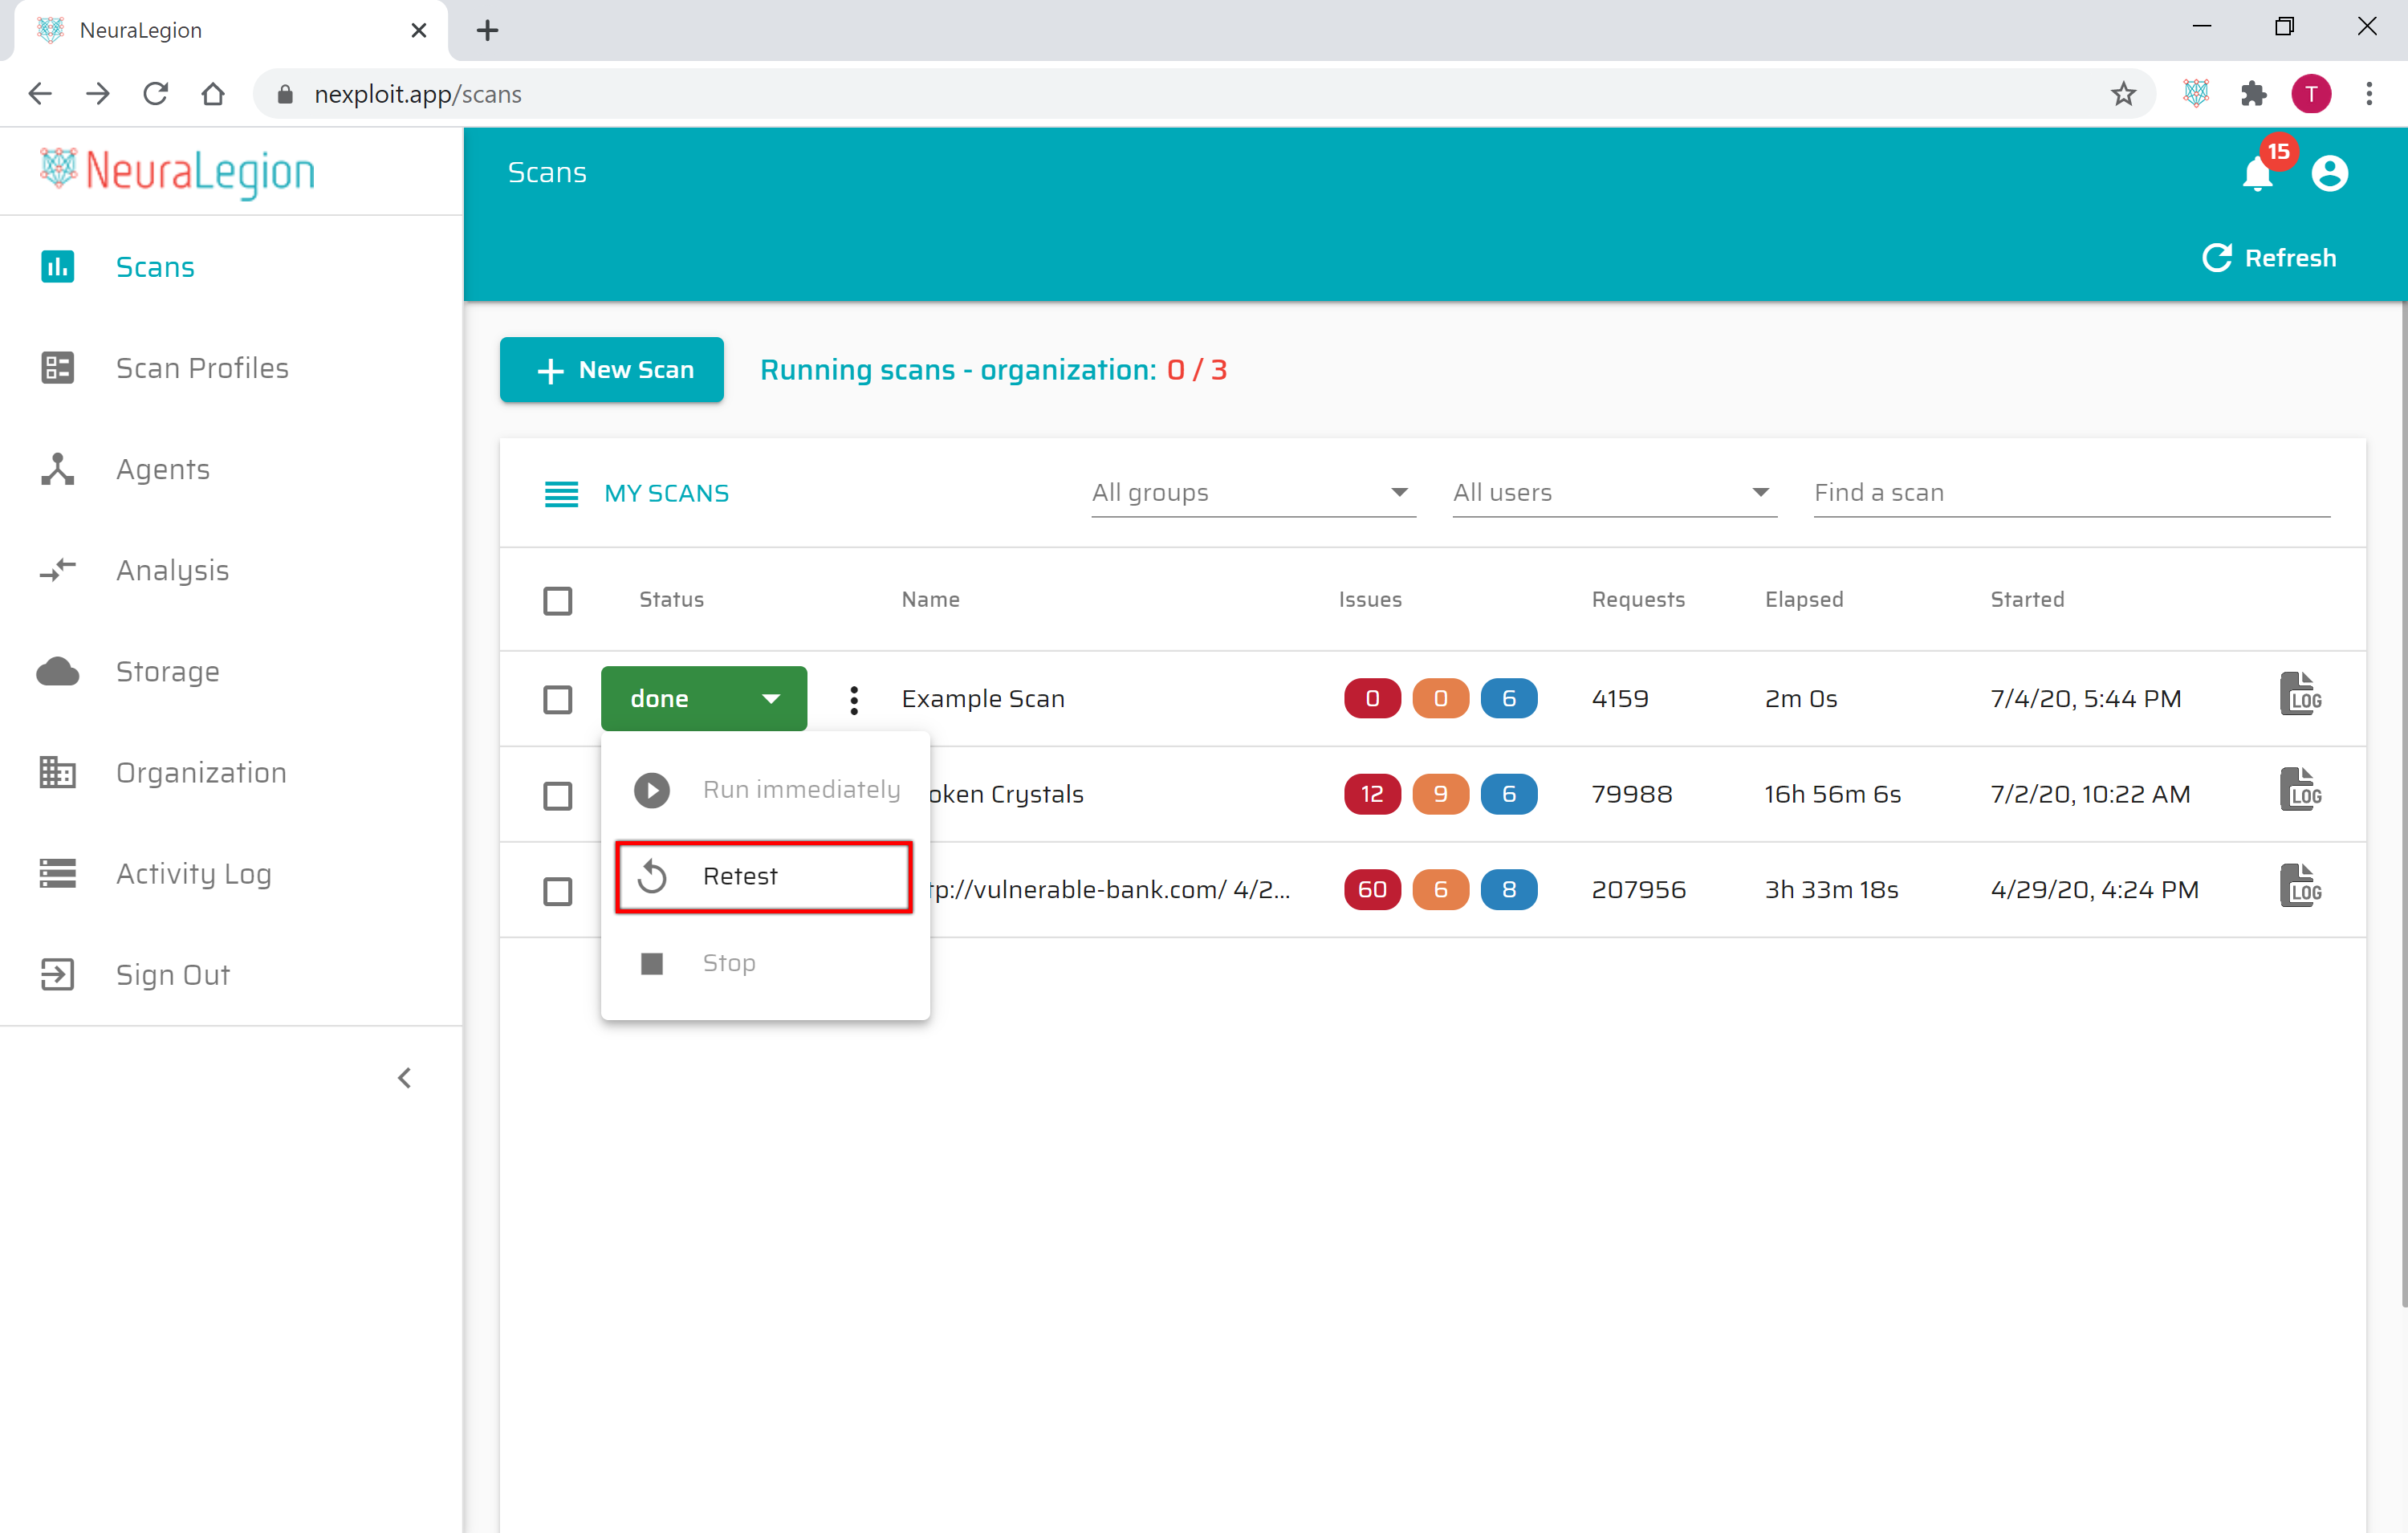 NeuraLegion
nexploit.app/scans
T
NeuraLegion
Scans
15
Refresh
Scans
Scan Profiles
Agents
Analysis
Storage
Organization
Activity Log
Sign Out
New Scan
Running scans - organization: 0 / 3
MY SCANS
All groups
All users
Find a scan
Status Name Issues Requests Elapsed Started
done Example Scan 0 0 6 4159 2m 0s 7/4/20, 5:44 PM LOG
Run immediately
oken Crystals 12 9 6 79988 16h 56m 6s 7/2/20, 10:22 AM LOG
Retest
tp://vulnerable-bank.com/ 4/2... 60 6 8 207956 3h 33m 18s 4/29/20, 4:24 PM LOG
Stop